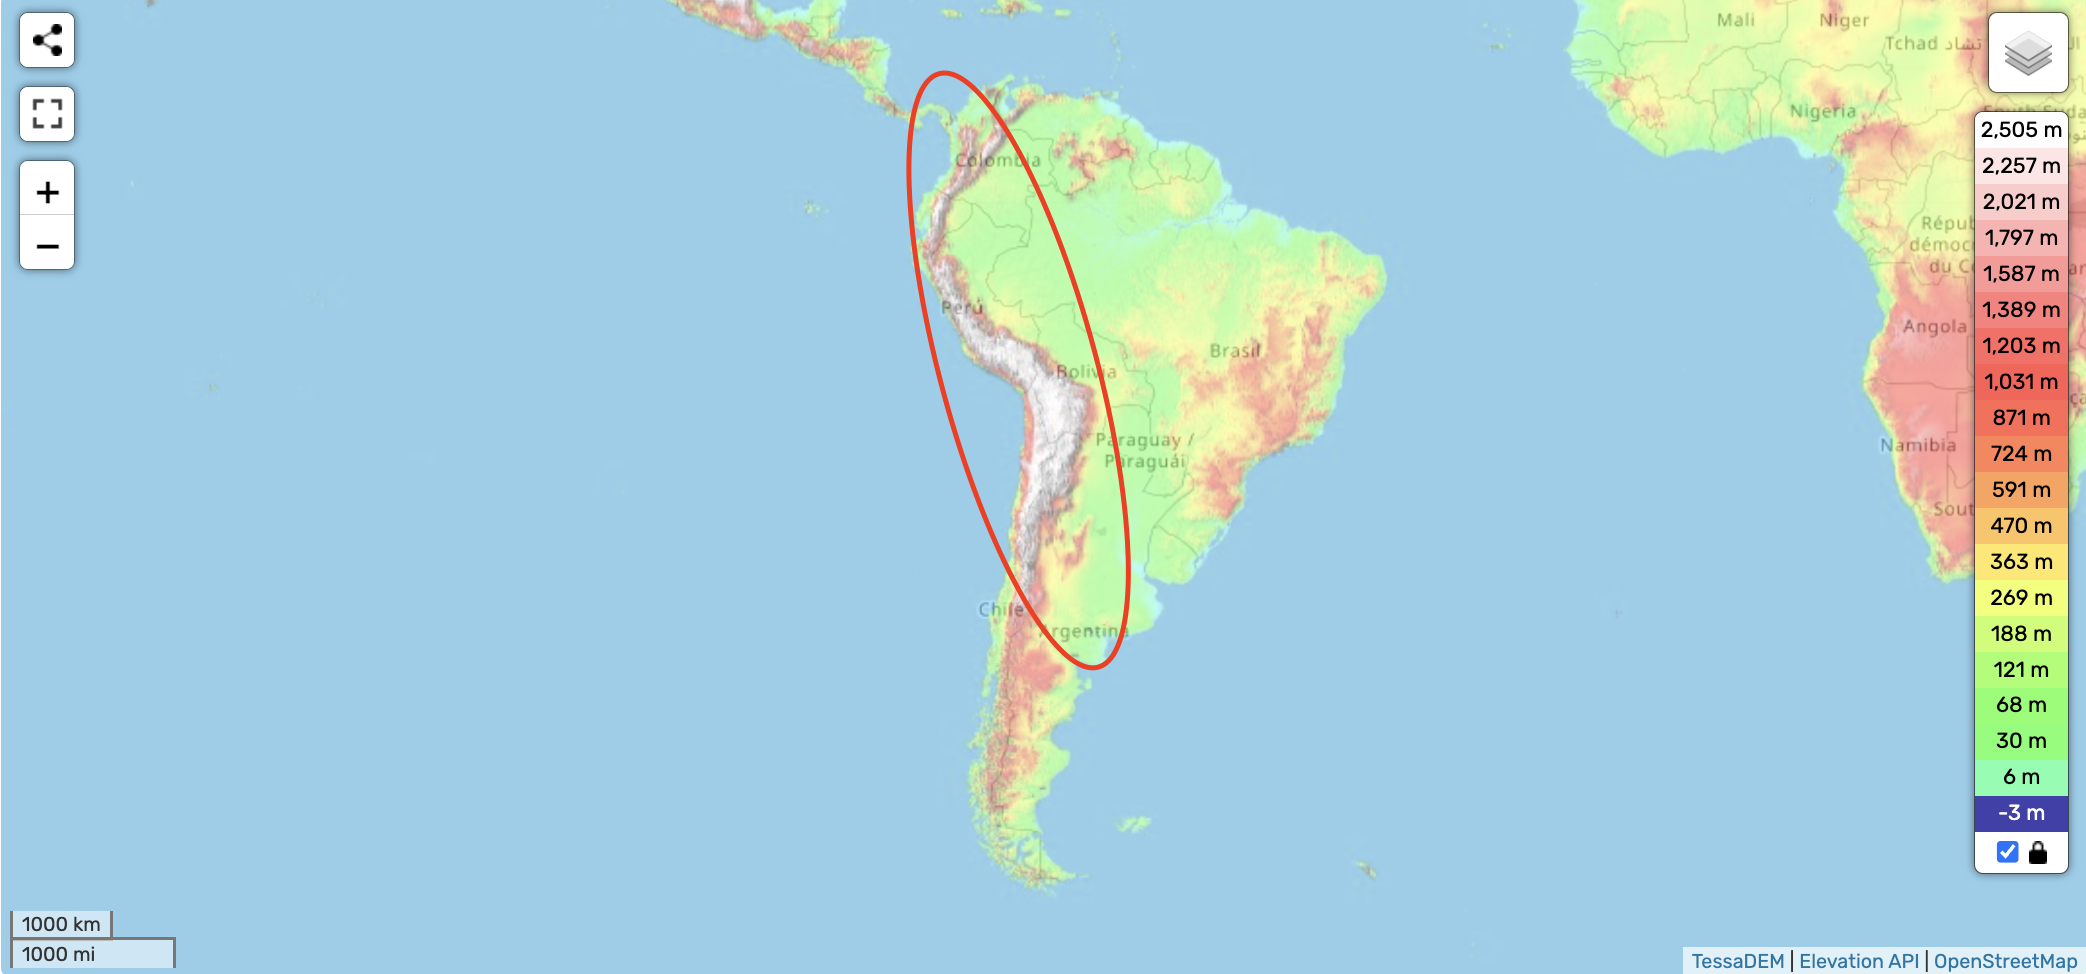 Mali
Niger
Tchad تشاد
Nigeria
South Sudan
Colombia
Perú
Bolivia
Brasil
Paraguay /
Paraguái
Chile
Argentina
Répu
démoc
du C
Angola
Namibia
Sout
+
−
2,505 m
2,257 m
2,021 m
1,797 m
1,587 m
1,389 m
1,203 m
1,031 m
871 m
724 m
591 m
470 m
363 m
269 m
188 m
121 m
68 m
30 m
6 m
-3 m
1000 km
1000 mi
TessaDEM | Elevation API | OpenStreetMap